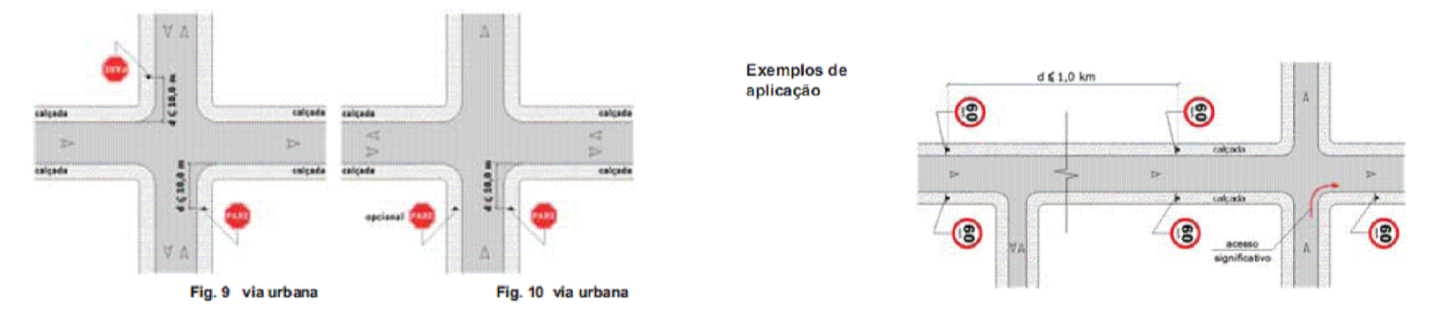 PARE
d ⩽ 10,0 m
calçada
calçada
calçada
calçada
d ⩽ 10,0 m
PARE
Fig. 9 via urbana
calçada
calçada
calçada
calçada
d ⩽ 10,0 m
opcional
PARE
PARE
Fig. 10 via urbana
Exemplos de
aplicação
d ⩽ 1,0 km
60
60
calçada
calçada
60
60
60
acesso
significativo